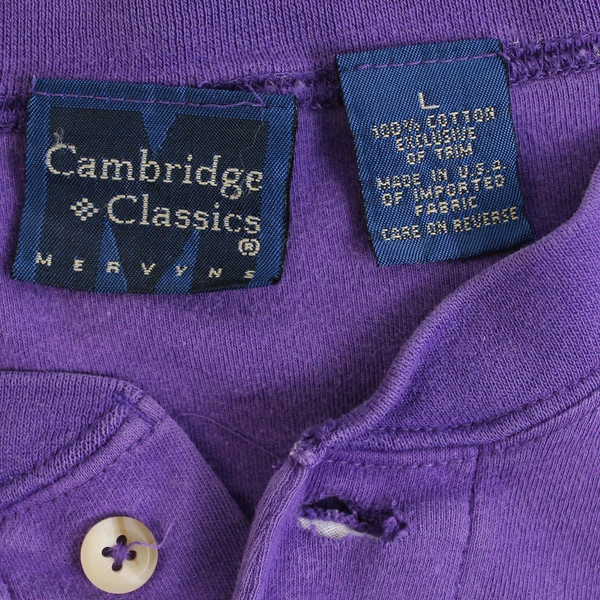 Cambridge
Classics
®
MERVYNS
L
100% COTTON
EXCLUSIVE
OF TRIM
MADE IN U.S.A.
OF IMPORTED
FABRIC
CARE ON REVERSE